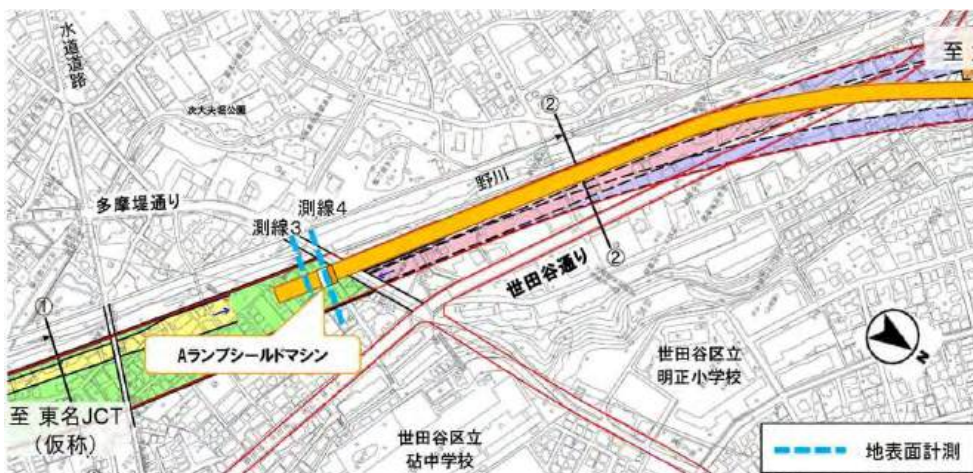 水道道路
次大夫堀公園
②
至
野川
多摩堤通り
測線4
測線3
世田谷通り
②
①
Aランプシールドマシン
世田谷区立
明正小学校
N
至 東名JCT
(仮称)
世田谷区立
砧中学校
地表面計測
①